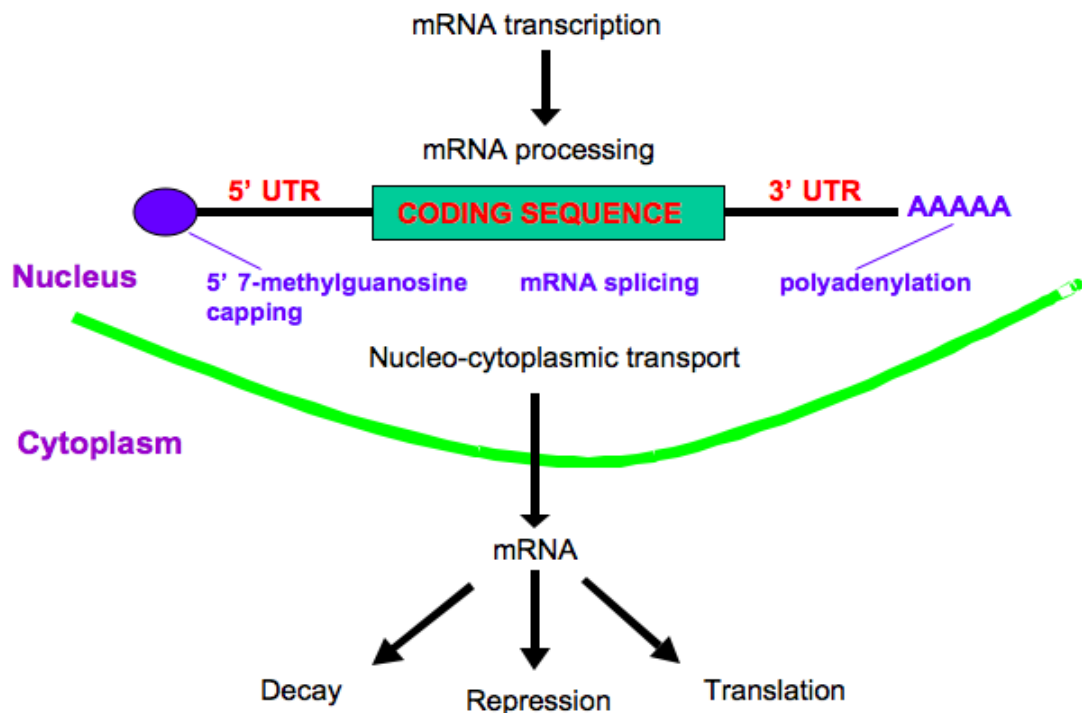 mRNA transcription
mRNA processing
5’ UTR
3’ UTR
CODING SEQUENCE
AAAAA
Nucleus
5’ 7-methylguanosine
capping
mRNA splicing
polyadenylation
Nucleo-cytoplasmic transport
Cytoplasm
mRNA
Decay
Repression
Translation